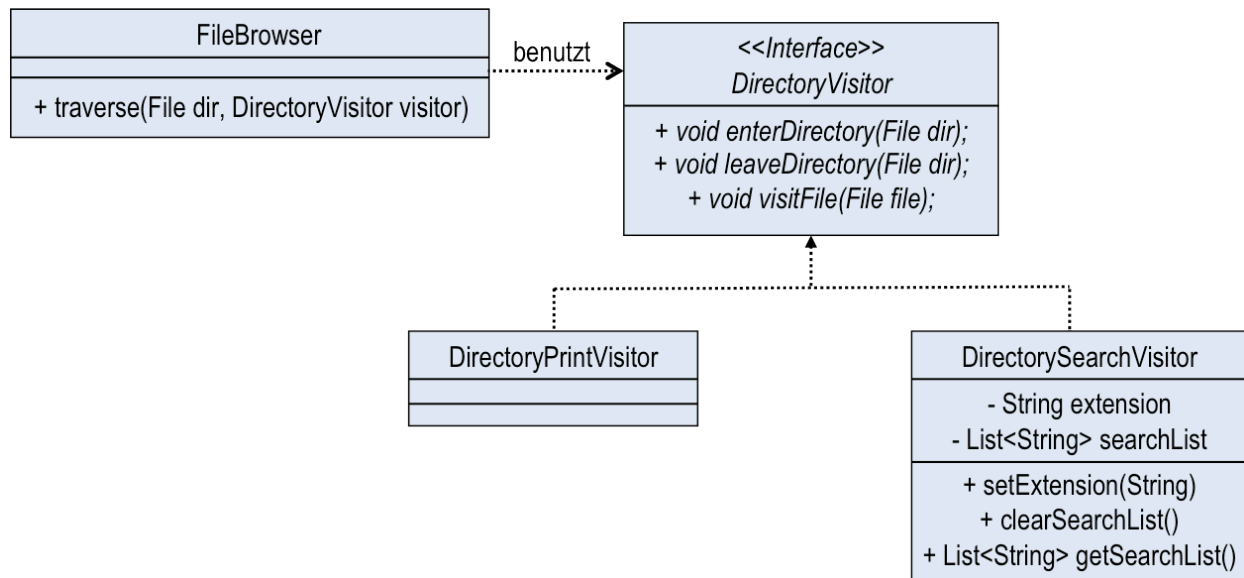 FileBrowser
+ traverse(File dir, DirectoryVisitor visitor)
benutzt
<<Interface>>
DirectoryVisitor
+ void enterDirectory(File dir);
+ void leaveDirectory(File dir);
+ void visitFile(File file);
DirectoryPrintVisitor
DirectorySearchVisitor
- String extension
- List<String> searchList
+ setExtension(String)
+ clearSearchList()
+ List<String> getSearchList()